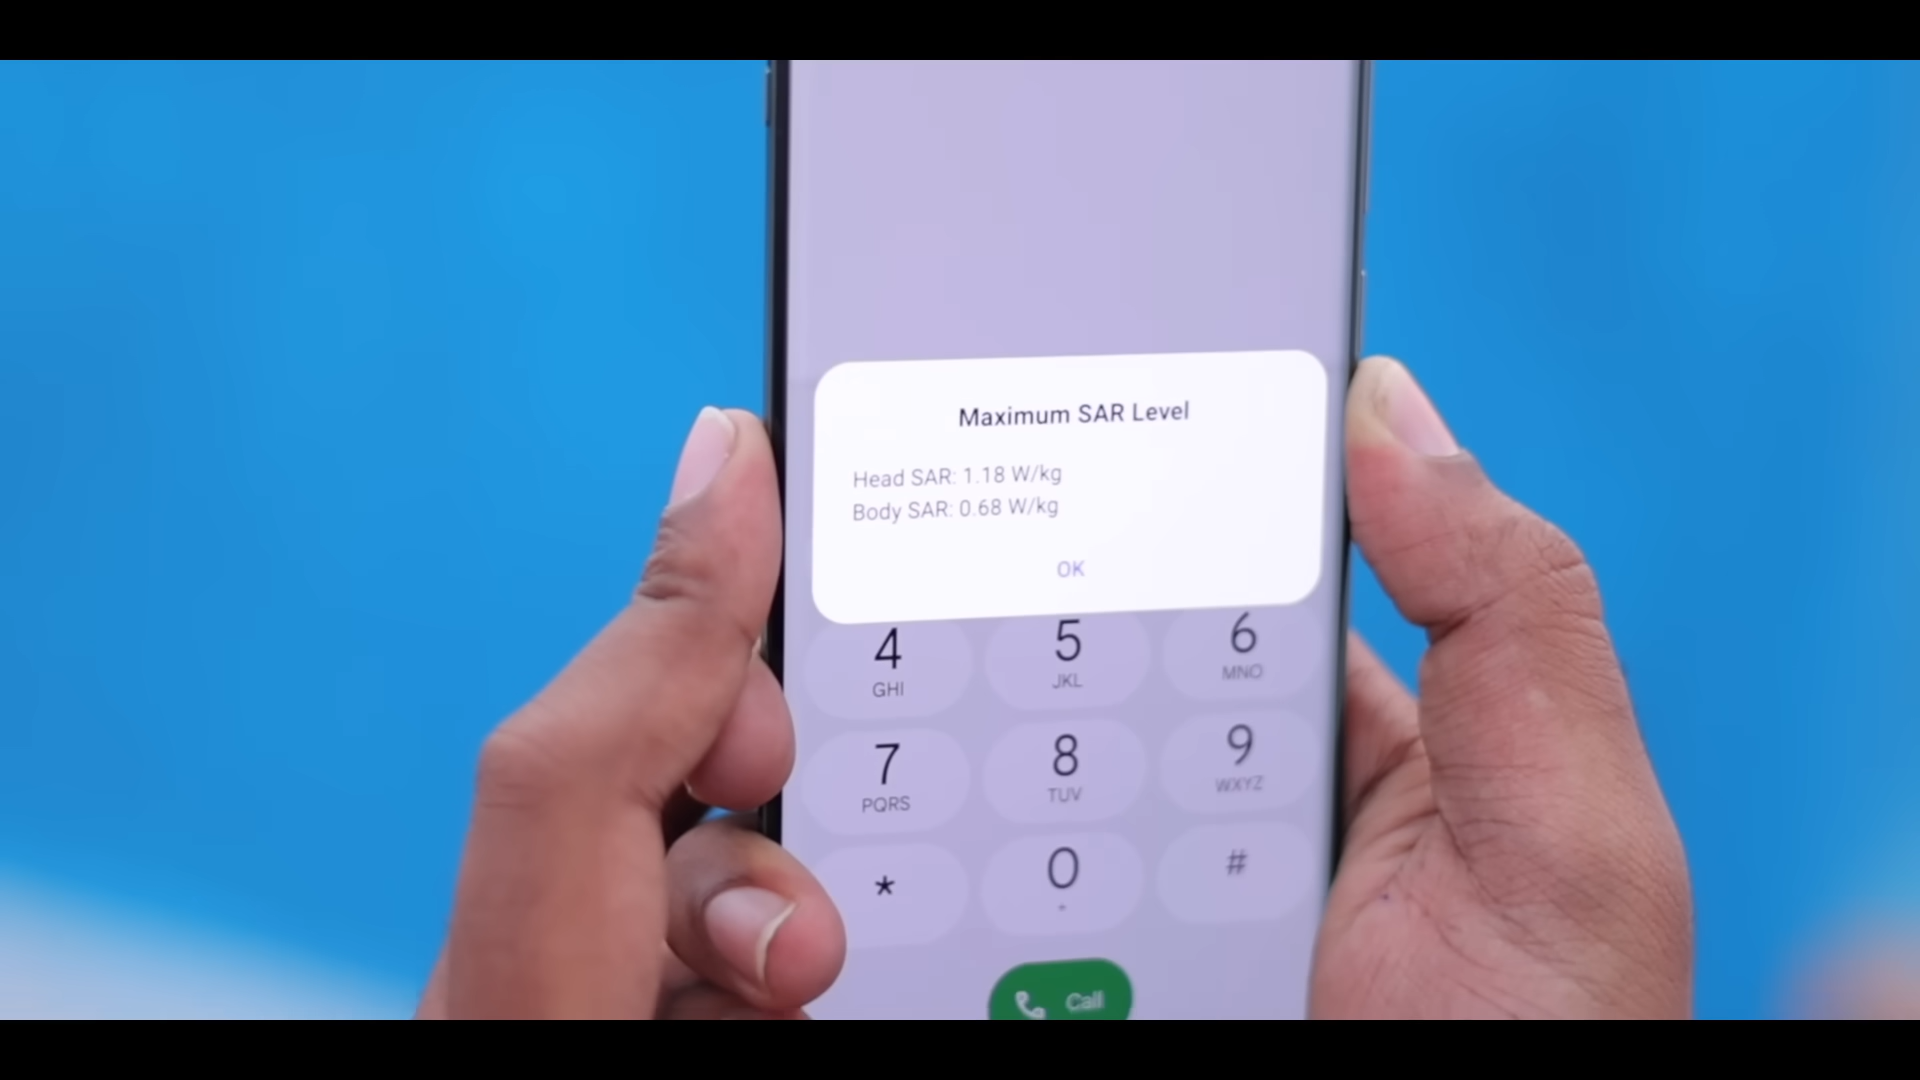 Maximum SAR Level
Head SAR: 1.18 W/kg
Body SAR: 0.68 W/kg
OK
4 5 6
GHI JKL MNO
7 8 9
PQRS TUV WXYZ
* 0 #
Call